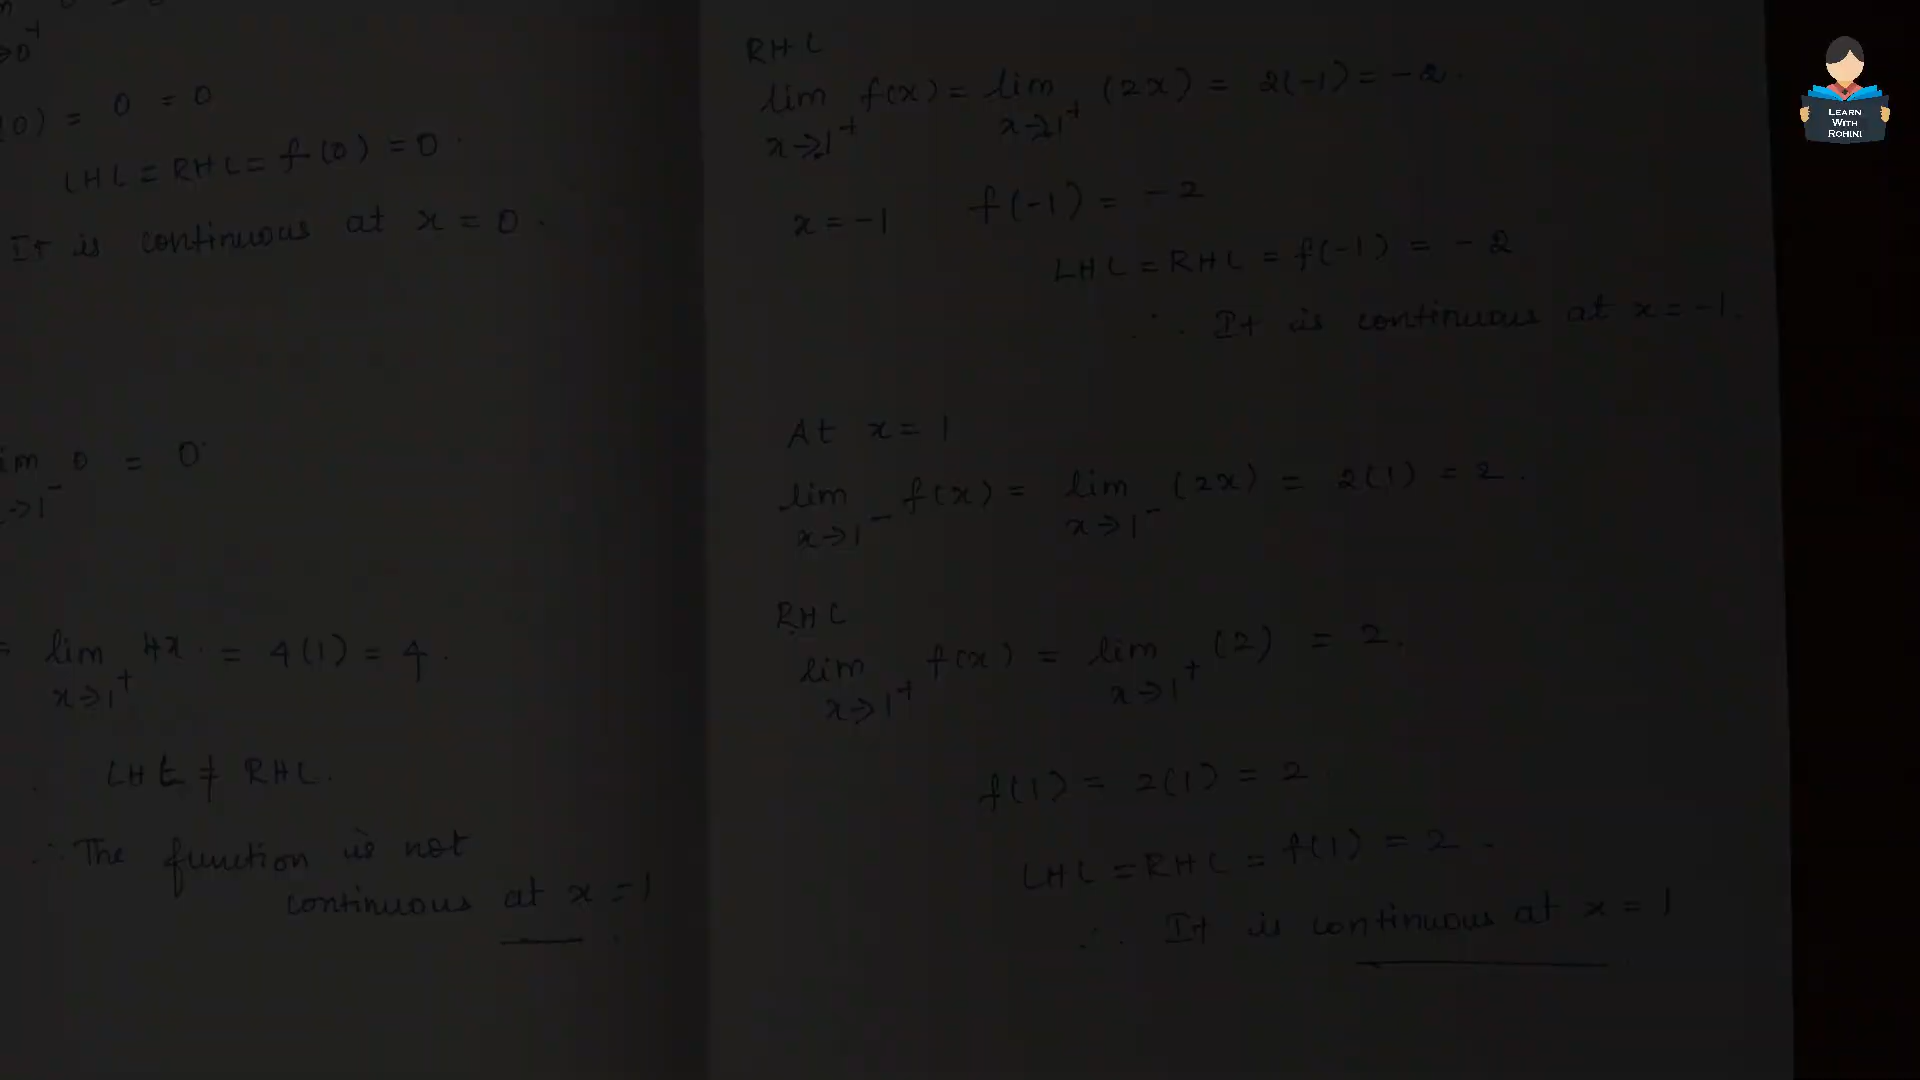 →0⁺
(0) = 0 = 0
LHL = RHL = f(0) = 0.
It is continuous at x = 0.
lim 0 = 0
x→1⁻
= lim 4x = 4(1) = 4.
x→1⁺
LHL ≠ RHL.
∴ The function is not
continuous at x = 1
RHL
lim f(x) = lim (2x) = 2(-1) = -2.
x = -1 f(-1) = -2
LHL = RHL = f(-1) = -2
∴ It is continuous at x = -1.
At x = 1
lim f(x) = lim (2x) = 2(1) = 2.
x→1⁻ x→1⁻
RHL
lim f(x) = lim (2) = 2.
x→1⁺ x→1⁺
f(1) = 2(1) = 2
LHL = RHL = f(1) = 2.
∴ It is continuous at x = 1
LEARN
WITH
ROHINI